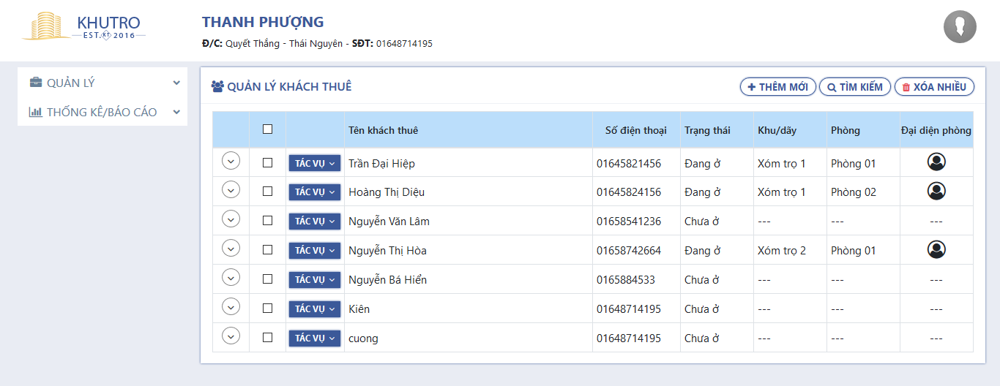 KHUTRO
EST. KT 2016
THANH PHƯỢNG
Đ/C: Quyết Thắng - Thái Nguyên - SĐT: 01648714195
QUẢN LÝ
THỐNG KÊ/BÁO CÁO
QUẢN LÝ KHÁCH THUÊ
THÊM MỚI TÌM KIẾM XÓA NHIỀU
Tên khách thuê Số điện thoại Trạng thái Khu/dãy Phòng Đại diện phòng
TÁC VỤ Trần Đại Hiệp 01645821456 Đang ở Xóm trọ 1 Phòng 01
TÁC VỤ Hoàng Thị Diệu 01645824156 Đang ở Xóm trọ 1 Phòng 02
TÁC VỤ Nguyễn Văn Lâm 01658541236 Chưa ở --- --- ---
TÁC VỤ Nguyễn Thị Hòa 01658742664 Đang ở Xóm trọ 2 Phòng 01
TÁC VỤ Nguyễn Bá Hiển 0165884533 Chưa ở --- --- ---
TÁC VỤ Kiên 01648714195 Chưa ở --- --- ---
TÁC VỤ cuong 01648714195 Chưa ở --- --- ---